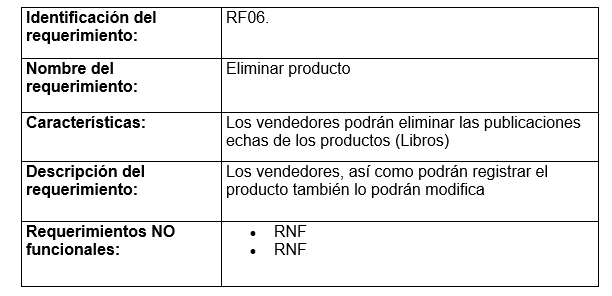 Identificación del
requerimiento:
RF06.
Nombre del
requerimiento:
Eliminar producto
Características:
Los vendedores podrán eliminar las publicaciones
echas de los productos (Libros)
Descripción del
requerimiento:
Los vendedores, así como podrán registrar el
producto también lo podrán modifica
Requerimientos NO
funcionales:
• RNF
• RNF